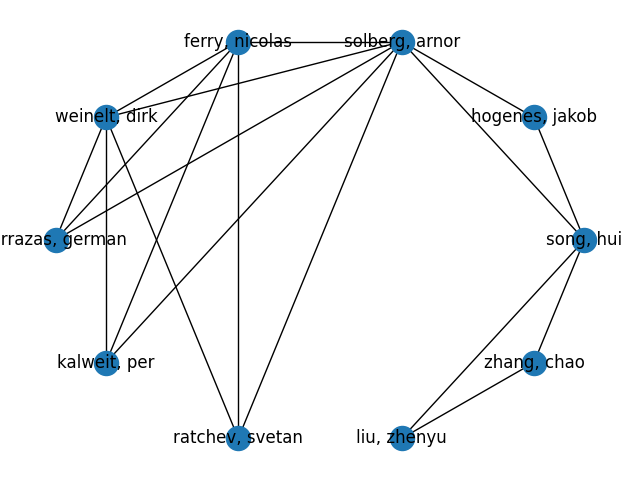 ferry, nicolas
solberg, arnor
weinelt, dirk
hogenes, jakob
rrazas, german
song, hui
kalweit, per
zhang, chao
ratchev, svetan
liu, zhenyu